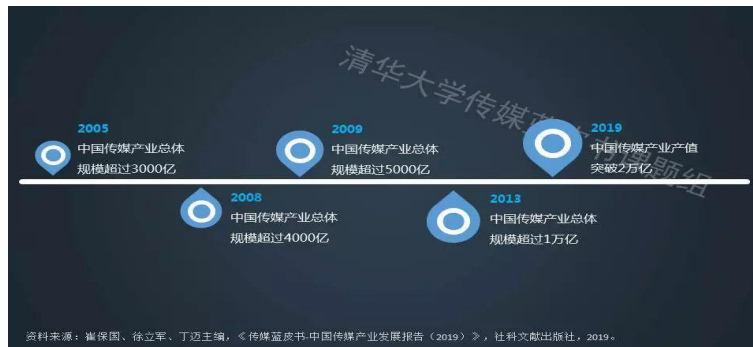 清华大学传媒蓝皮书课题组
2005
中国传媒产业总体
规模超过3000亿
2008
中国传媒产业总体
规模超过4000亿
2009
中国传媒产业总体
规模超过5000亿
2013
中国传媒产业总体
规模超过1万亿
2019
中国传媒产业产值
突破2万亿
资料来源：崔保国、徐立军、丁迈主编，《传媒蓝皮书-中国传媒产业发展报告（2019）》，社科文献出版社，2019。